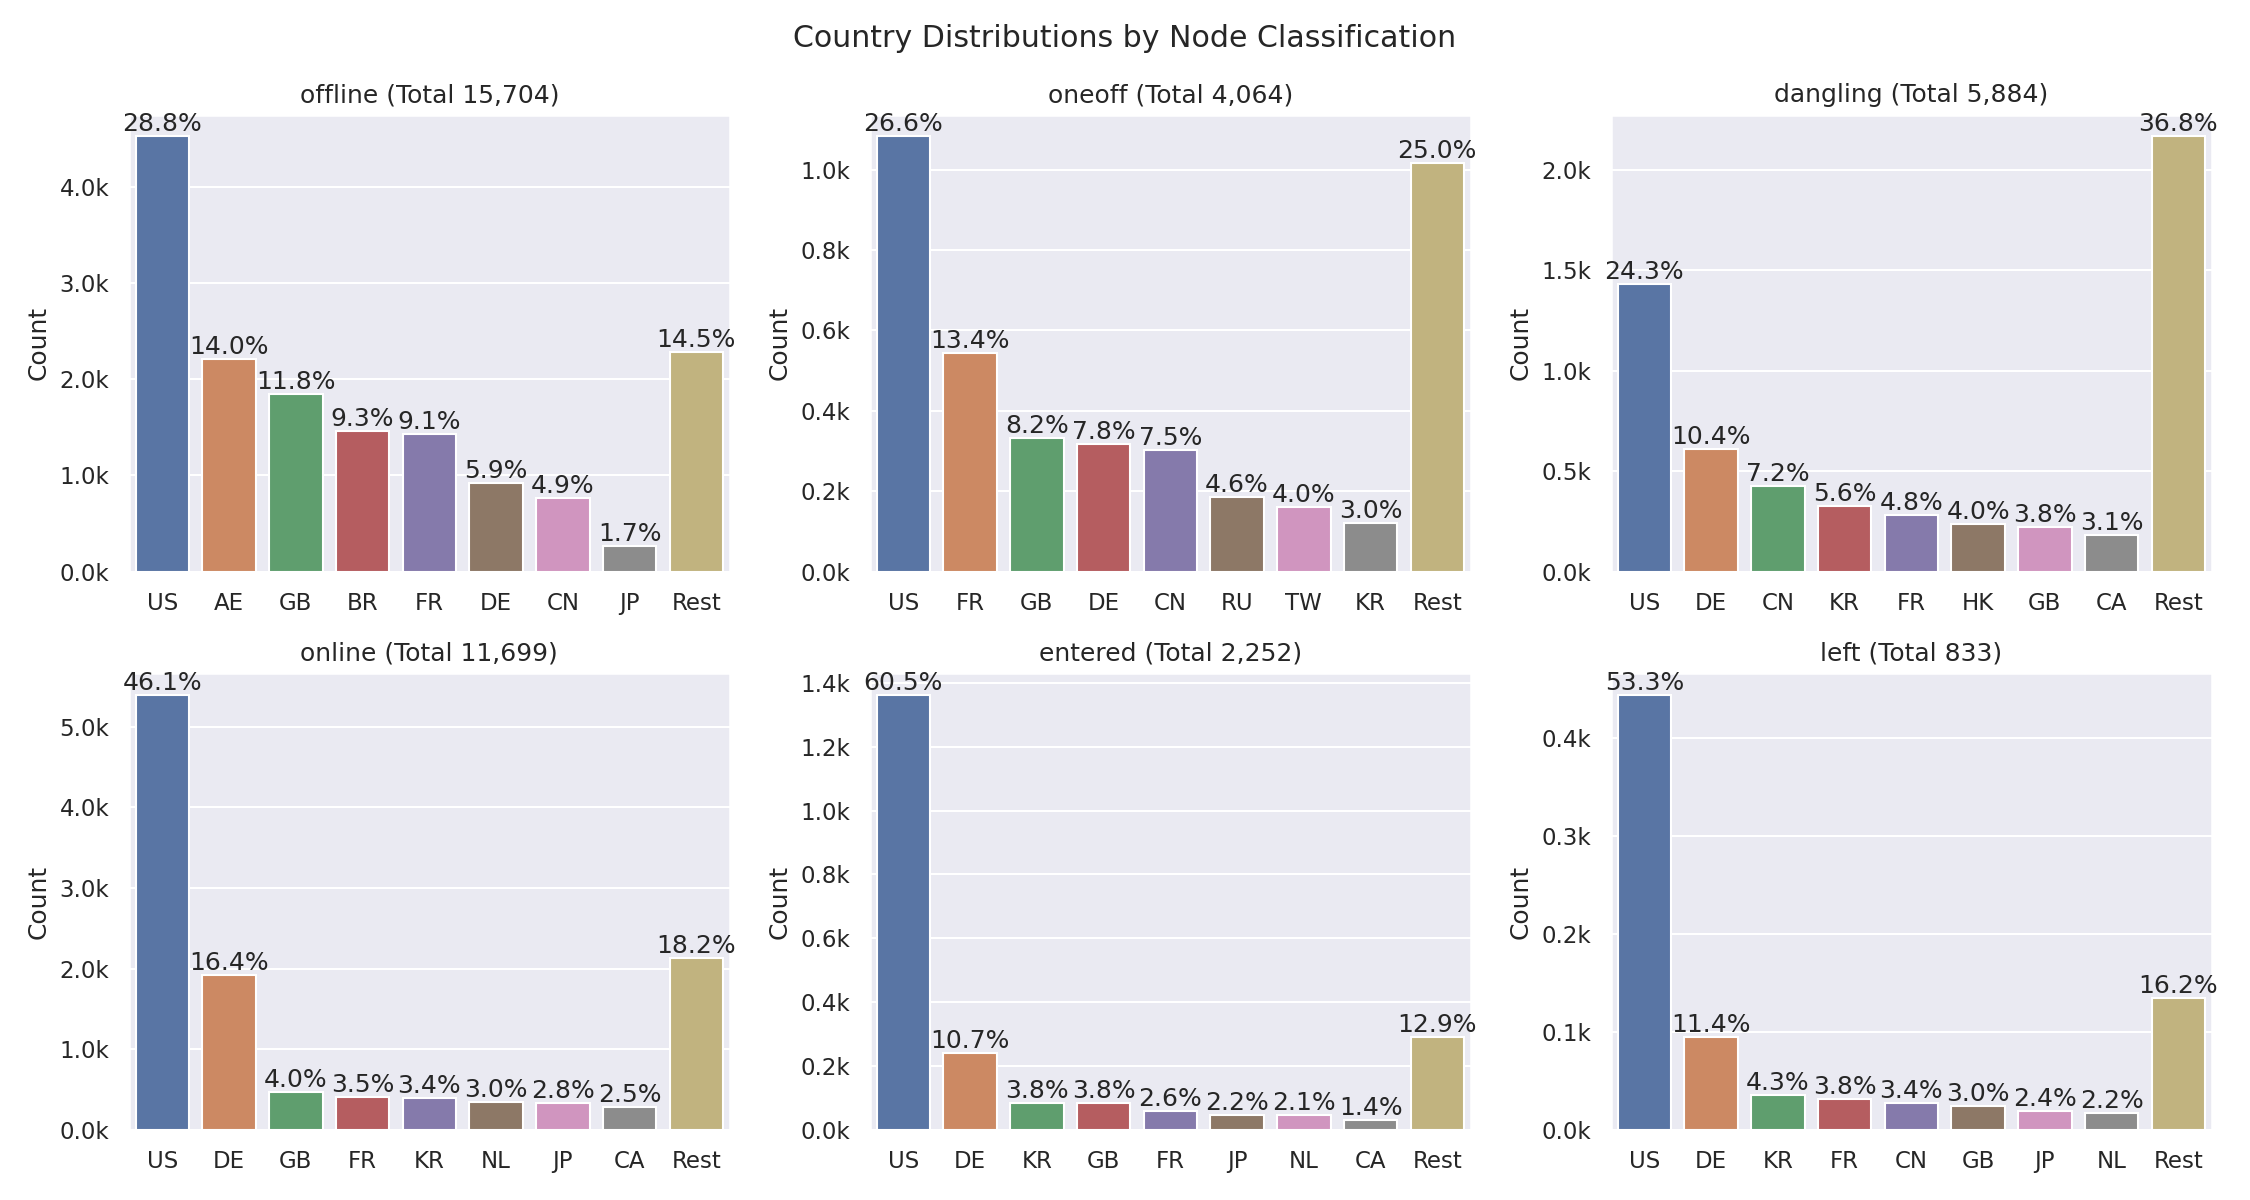 Country Distributions by Node Classification
offline (Total 15,704)
Count
4.0k
3.0k
2.0k
1.0k
0.0k
28.8%
14.0%
11.8%
9.3%
9.1%
5.9%
4.9%
1.7%
14.5%
US AE GB BR FR DE CN JP Rest
oneoff (Total 4,064)
Count
1.0k
0.8k
0.6k
0.4k
0.2k
0.0k
26.6%
13.4%
8.2%
7.8%
7.5%
4.6%
4.0%
3.0%
25.0%
US FR GB DE CN RU TW KR Rest
dangling (Total 5,884)
Count
2.0k
1.5k
1.0k
0.5k
0.0k
24.3%
10.4%
7.2%
5.6%
4.8%
4.0%
3.8%
3.1%
36.8%
US DE CN KR FR HK GB CA Rest
online (Total 11,699)
Count
5.0k
4.0k
3.0k
2.0k
1.0k
0.0k
46.1%
16.4%
4.0%
3.5%
3.4%
3.0%
2.8%
2.5%
18.2%
US DE GB FR KR NL JP CA Rest
entered (Total 2,252)
Count
1.4k
1.2k
1.0k
0.8k
0.6k
0.4k
0.2k
0.0k
60.5%
10.7%
3.8%
3.8%
2.6%
2.2%
2.1%
1.4%
12.9%
US DE KR GB FR JP NL CA Rest
left (Total 833)
Count
0.4k
0.3k
0.2k
0.1k
0.0k
53.3%
11.4%
4.3%
3.8%
3.4%
3.0%
2.4%
2.2%
16.2%
US DE KR FR CN GB JP NL Rest